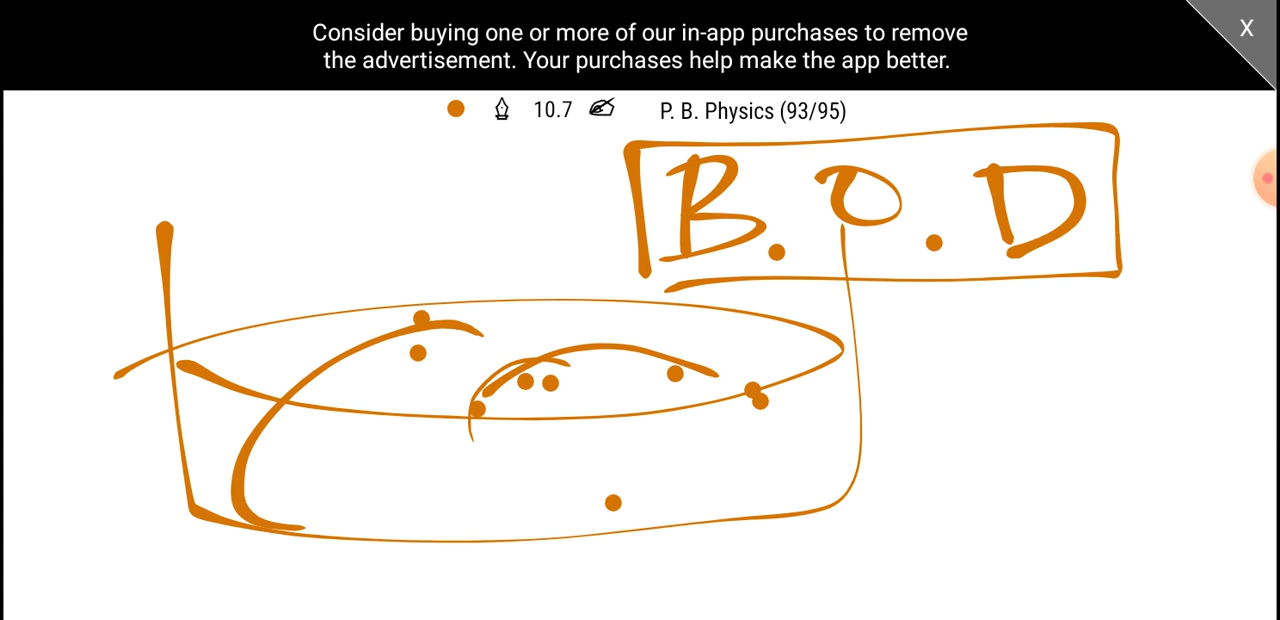 Consider buying one or more of our in-app purchases to remove
the advertisement. Your purchases help make the app better.
X
10.7 P. B. Physics (93/95)
B.O.D